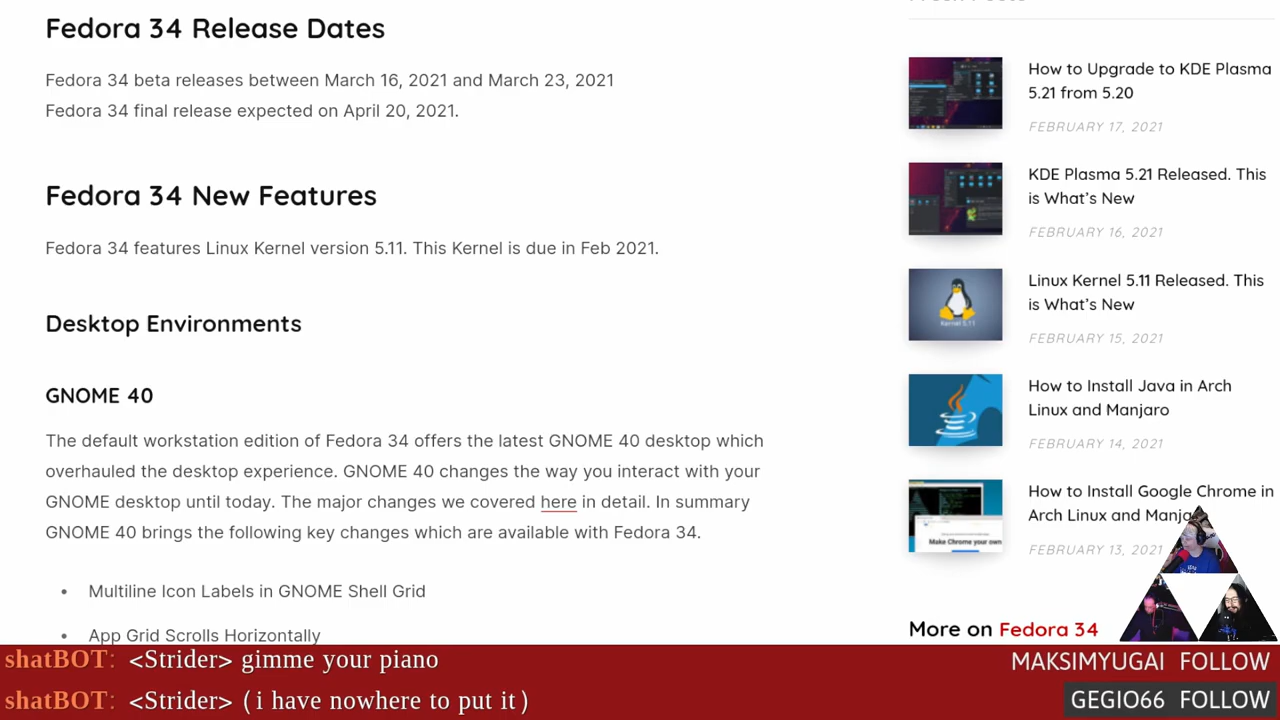 Fedora 34 Release Dates
Fedora 34 beta releases between March 16, 2021 and March 23, 2021
Fedora 34 final release expected on April 20, 2021.
Fedora 34 New Features
Fedora 34 features Linux Kernel version 5.11. This Kernel is due in Feb 2021.
Desktop Environments
GNOME 40
The default workstation edition of Fedora 34 offers the latest GNOME 40 desktop which
overhauled the desktop experience. GNOME 40 changes the way you interact with your
GNOME desktop until today. The major changes we covered here in detail. In summary
GNOME 40 brings the following key changes which are available with Fedora 34.
• Multiline Icon Labels in GNOME Shell Grid
• App Grid Scrolls Horizontally
How to Upgrade to KDE Plasma
5.21 from 5.20
FEBRUARY 17, 2021
KDE Plasma 5.21 Released. This
is What's New
FEBRUARY 16, 2021
Kernel 5.11
Linux Kernel 5.11 Released. This
is What's New
FEBRUARY 15, 2021
How to Install Java in Arch
Linux and Manjaro
FEBRUARY 14, 2021
Make Chrome your own
How to Install Google Chrome in
Arch Linux and
FEBRUARY 13, 2021
More on Fedora 34
shatBOT: <Strider> gimme your piano
shatBOT: <Strider> (i have nowhere to put it)
MAKSIMYUGAI FOLLOW
GEGIO66 FOLLOW